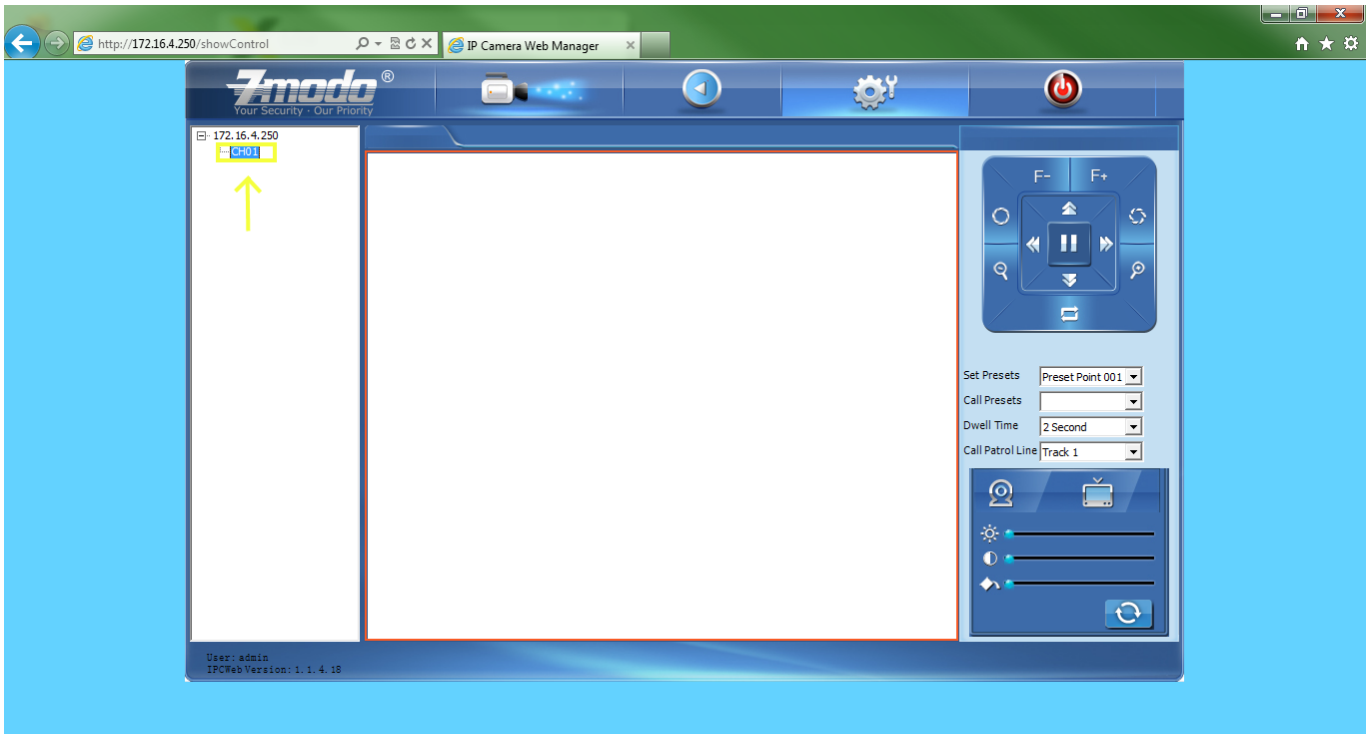 http://172.16.4.250/showControl
IP Camera Web Manager
7modo®
Your Security · Our Priority
172.16.4.250
CH01
F-
F+
Set Presets
Preset Point 001
Call Presets
Dwell Time
2 Second
Call Patrol Line
Track 1
User: admin
IPCWeb Version: 1.1.4.18